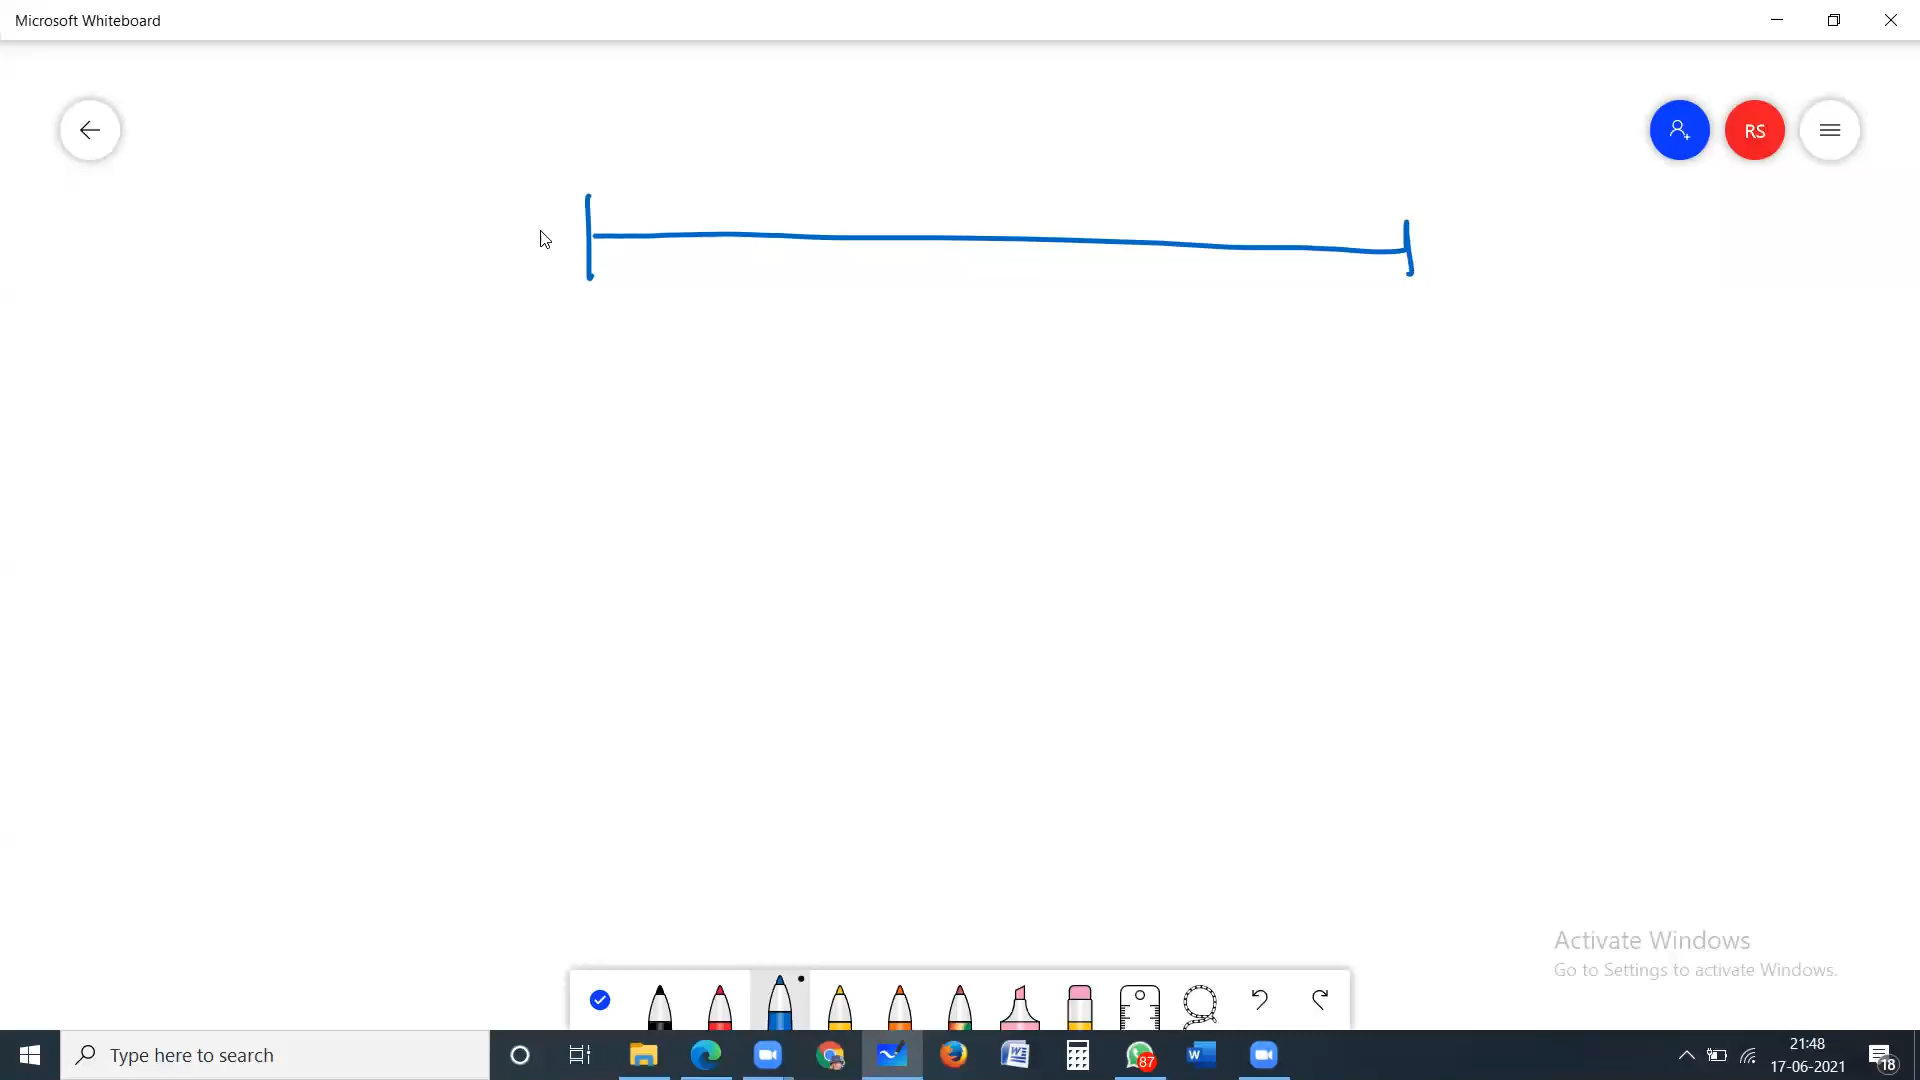 Microsoft Whiteboard
RS
Activate Windows
Go to Settings to activate Windows.
Type here to search
87
21:48
17-06-2021
18